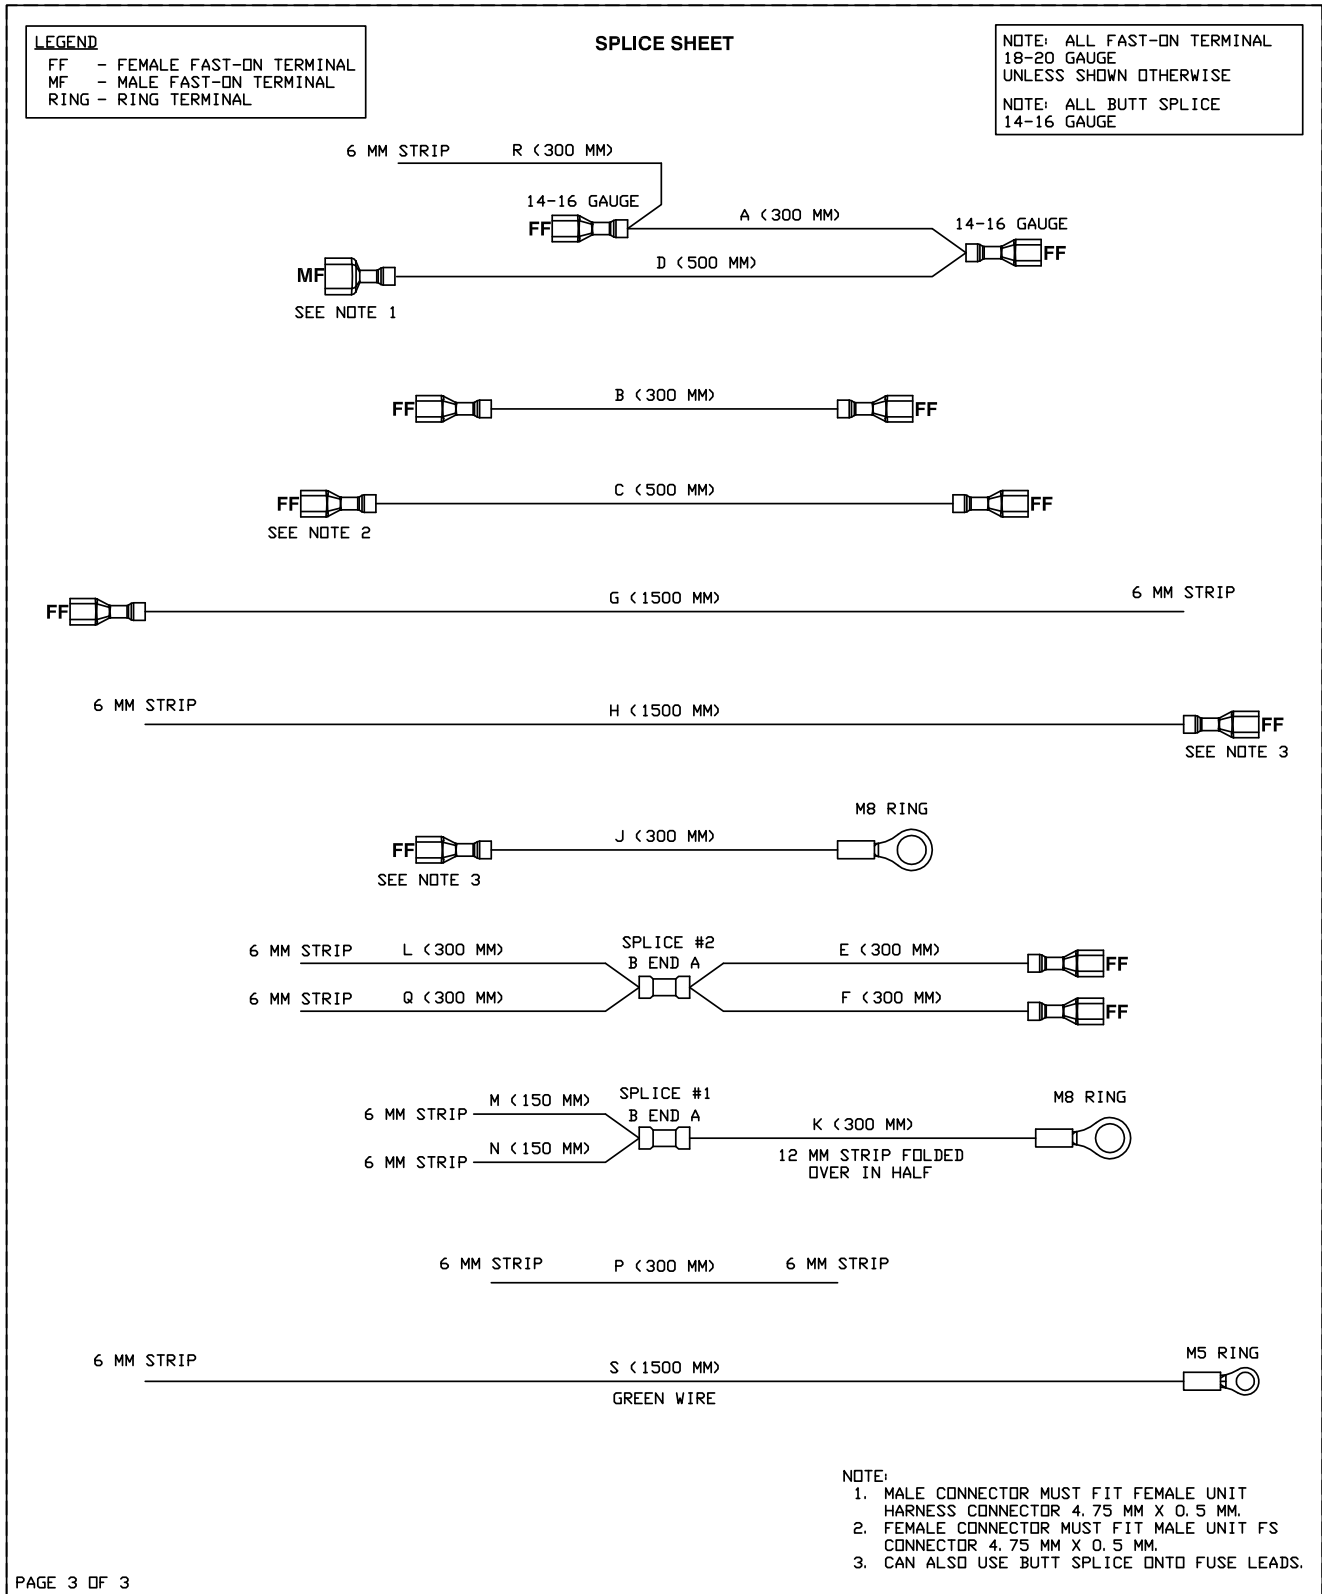 LEGEND
FF - FEMALE FAST-ON TERMINAL
MF - MALE FAST-ON TERMINAL
RING - RING TERMINAL
SPLICE SHEET
NOTE: ALL FAST-ON TERMINAL
18-20 GAUGE
UNLESS SHOWN OTHERWISE
NOTE: ALL BUTT SPLICE
14-16 GAUGE
6 MM STRIP R (300 MM)
14-16 GAUGE
FF
A (300 MM)
14-16 GAUGE
FF
MF
D (500 MM)
SEE NOTE 1
FF
B (300 MM)
FF
FF
C (500 MM)
FF
SEE NOTE 2
FF
G (1500 MM)
6 MM STRIP
6 MM STRIP
H (1500 MM)
FF
SEE NOTE 3
M8 RING
FF
J (300 MM)
SEE NOTE 3
6 MM STRIP L (300 MM)
SPLICE #2
B END A
E (300 MM)
FF
6 MM STRIP Q (300 MM)
F (300 MM)
FF
6 MM STRIP M (150 MM)
SPLICE #1
B END A
K (300 MM)
M8 RING
6 MM STRIP N (150 MM)
12 MM STRIP FOLDED
OVER IN HALF
6 MM STRIP P (300 MM) 6 MM STRIP
6 MM STRIP
S (1500 MM)
M5 RING
GREEN WIRE
NOTE:
1. MALE CONNECTOR MUST FIT FEMALE UNIT
HARNESS CONNECTOR 4.75 MM X 0.5 MM.
2. FEMALE CONNECTOR MUST FIT MALE UNIT FS
CONNECTOR 4.75 MM X 0.5 MM.
3. CAN ALSO USE BUTT SPLICE ONTO FUSE LEADS.
PAGE 3 OF 3